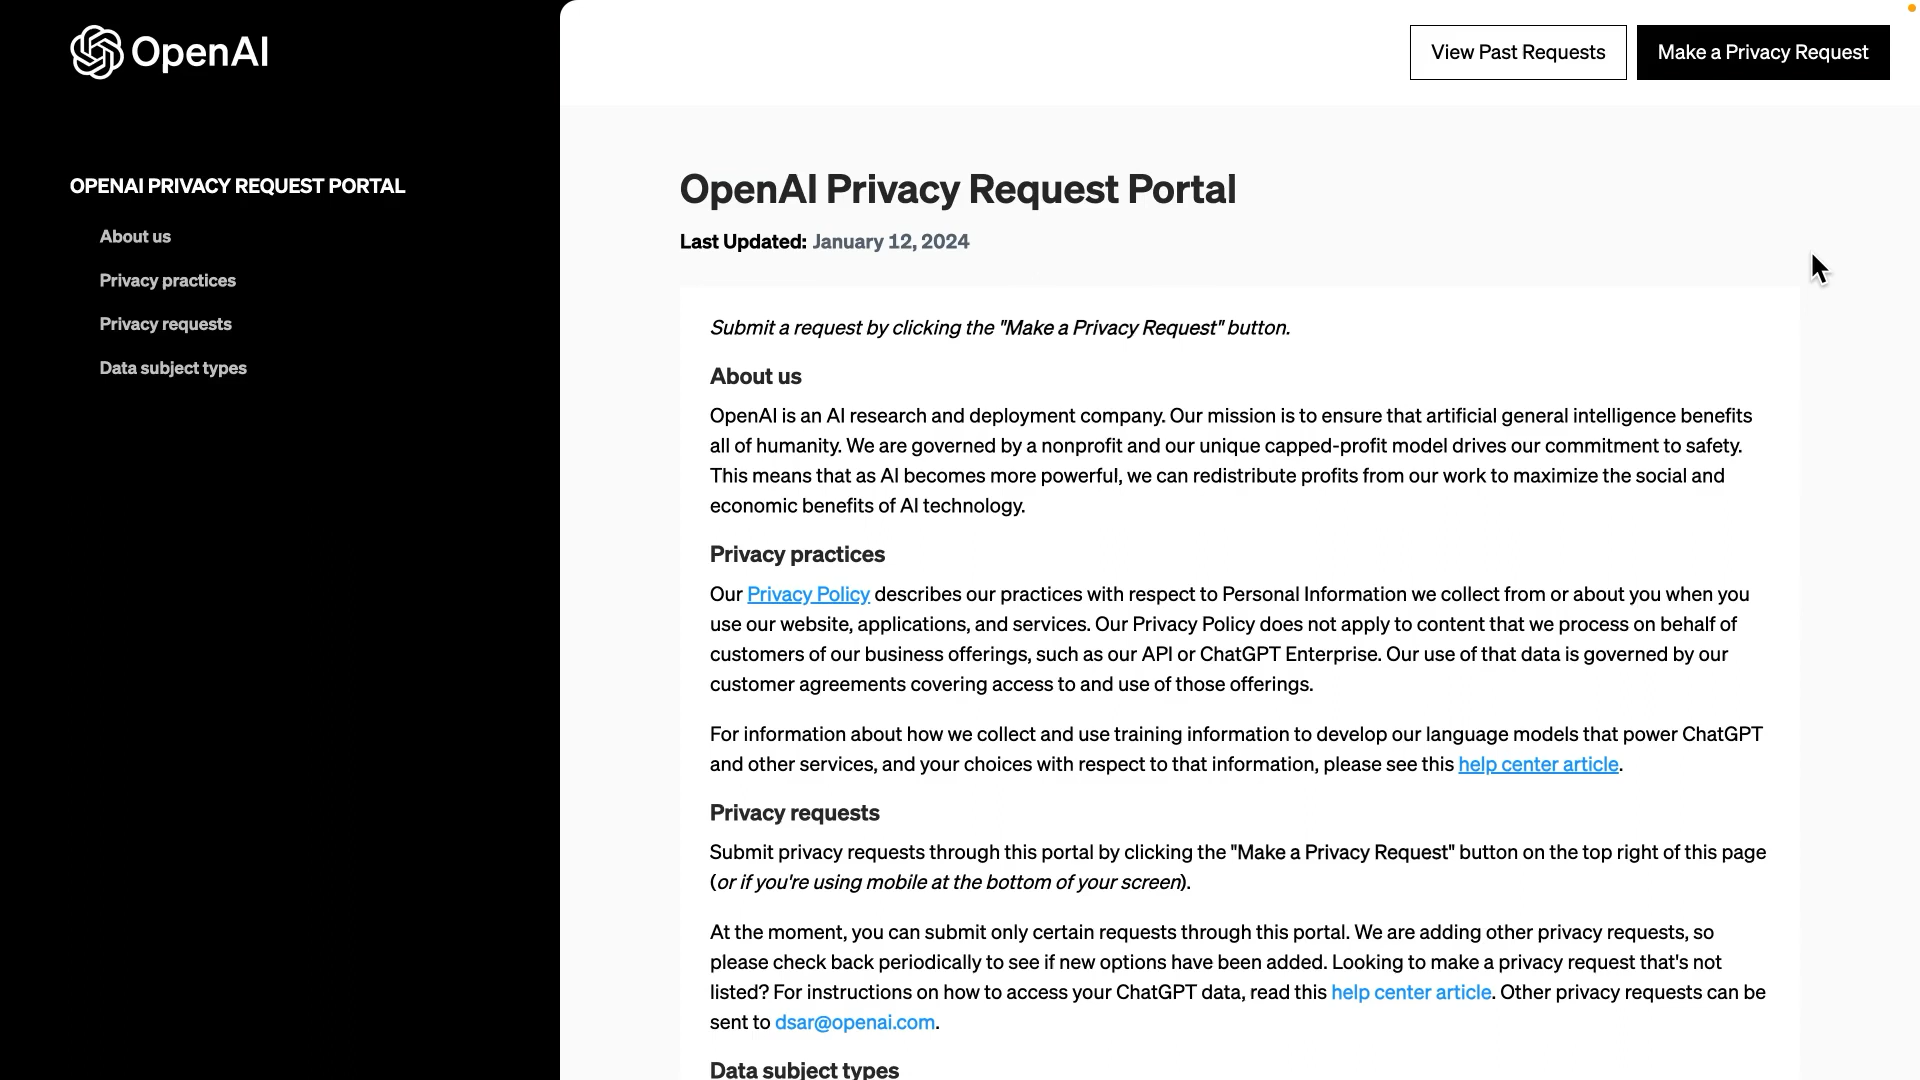 OpenAI
View Past Requests
Make a Privacy Request
OPENAI PRIVACY REQUEST PORTAL
About us
Privacy practices
Privacy requests
Data subject types
OpenAI Privacy Request Portal
Last Updated: January 12, 2024
Submit a request by clicking the "Make a Privacy Request" button.
About us
OpenAI is an AI research and deployment company. Our mission is to ensure that artificial general intelligence benefits
all of humanity. We are governed by a nonprofit and our unique capped-profit model drives our commitment to safety.
This means that as AI becomes more powerful, we can redistribute profits from our work to maximize the social and
economic benefits of AI technology.
Privacy practices
Our Privacy Policy describes our practices with respect to Personal Information we collect from or about you when you
use our website, applications, and services. Our Privacy Policy does not apply to content that we process on behalf of
customers of our business offerings, such as our API or ChatGPT Enterprise. Our use of that data is governed by our
customer agreements covering access to and use of those offerings.
For information about how we collect and use training information to develop our language models that power ChatGPT
and other services, and your choices with respect to that information, please see this help center article.
Privacy requests
Submit privacy requests through this portal by clicking the "Make a Privacy Request" button on the top right of this page
(or if you're using mobile at the bottom of your screen).
At the moment, you can submit only certain requests through this portal. We are adding other privacy requests, so
please check back periodically to see if new options have been added. Looking to make a privacy request that's not
listed? For instructions on how to access your ChatGPT data, read this help center article. Other privacy requests can be
sent to dsar@openai.com.
Data subject types